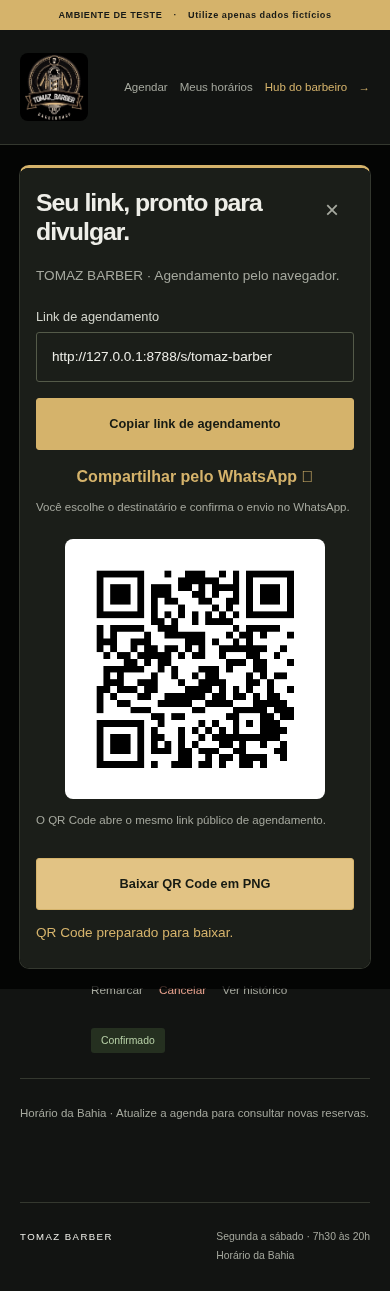 AMBIENTE DE TESTE · Utilize apenas dados fictícios
TOMAZ_BARBER
BARBERSHOP
Agendar Meus horários Hub do barbeiro →
Seu link, pronto para
divulgar.
×
TOMAZ BARBER · Agendamento pelo navegador.
Link de agendamento
http://127.0.0.1:8788/s/tomaz-barber
Copiar link de agendamento
Compartilhar pelo WhatsApp
Você escolhe o destinatário e confirma o envio no WhatsApp.
O QR Code abre o mesmo link público de agendamento.
Baixar QR Code em PNG
QR Code preparado para baixar.
Remarcar Cancelar Ver histórico
Confirmado
Horário da Bahia · Atualize a agenda para consultar novas reservas.
TOMAZ BARBER
Segunda a sábado · 7h30 às 20h
Horário da Bahia